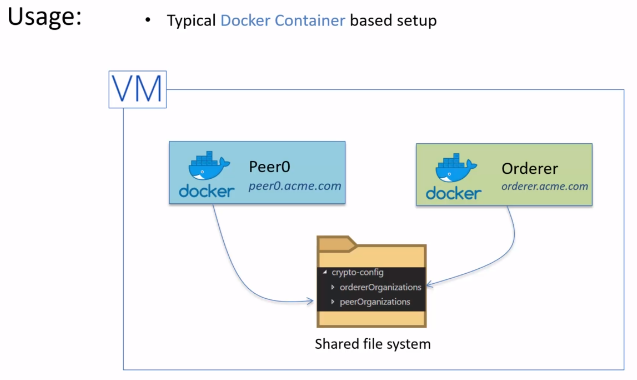 Usage:
• Typical Docker Container based setup
VM
docker
Peer0
peer0.acme.com
docker
Orderer
orderer.acme.com
crypto-config
ordererOrganizations
peerOrganizations
Shared file system